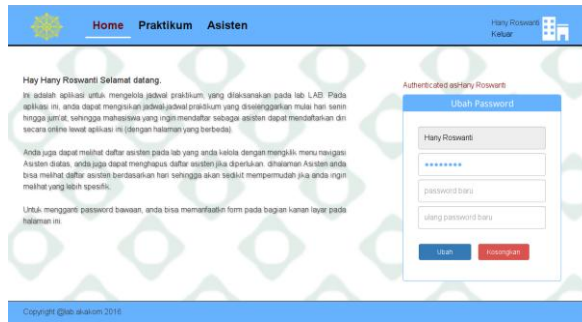 Home Praktikum Asisten
Hany Roswanti
Keluar
Hay Hany Roswanti Selamat datang.
Ini adalah aplikasi untuk mengelola jadwal praktikum, yang dilaksanakan pada lab LAB. Pada
aplikasi ini, anda dapat mengisikan jadwal-jadwal praktikum yang diselenggarkan mulai hari senin
hingga jum'at, sehingga mahasiswa yang ingin mendaftar sebagai asisten dapat mendaftarkan diri
secara online lewat aplikasi ini (dengan halaman yang berbeda).
Anda juga dapat melihat daftar asisten pada lab yang anda kelola dengan mengklik menu navigasi
Asisten diatas, anda juga dapat menghapus daftar asisten jika diperlukan. dihalaman Asisten anda
bisa melihat daftar asisten berdasarkan hari sehingga akan sedikit mempermudah jika anda ingin
melihat yang lebih spesifik.
Untuk mengganti password bawaan, anda bisa memanfaatkn form pada bagian kanan layar pada
halaman ini.
Authenticated asHany Roswanti
Ubah Password
Hany Roswanti
password baru
ulang password baru
Ubah Kosongkan
Copyright @lab.akakom 2016